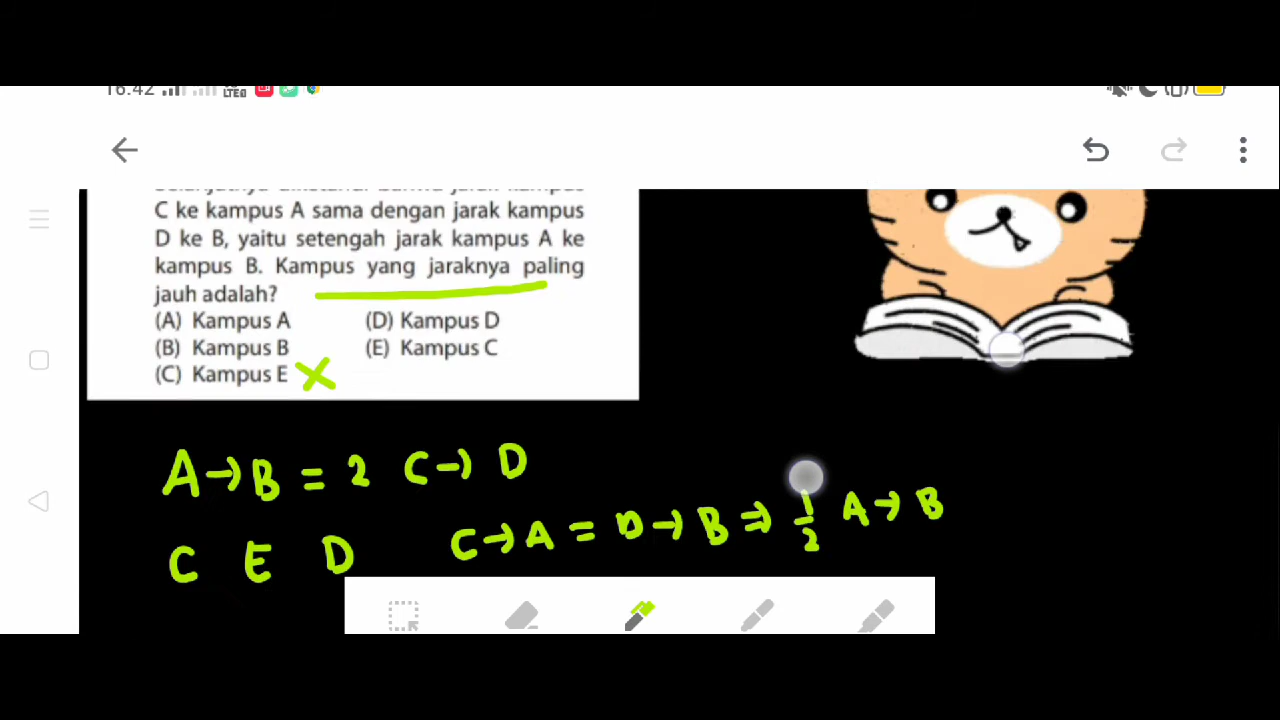 16.42
LTE
C ke kampus A sama dengan jarak kampus
D ke B, yaitu setengah jarak kampus A ke
kampus B. Kampus yang jaraknya paling
jauh adalah?
(A) Kampus A (D) Kampus D
(B) Kampus B (E) Kampus C
(C) Kampus E X
A→B = 2 C→D
C→A = D→B ⇒ 1/2 A→B
C E D